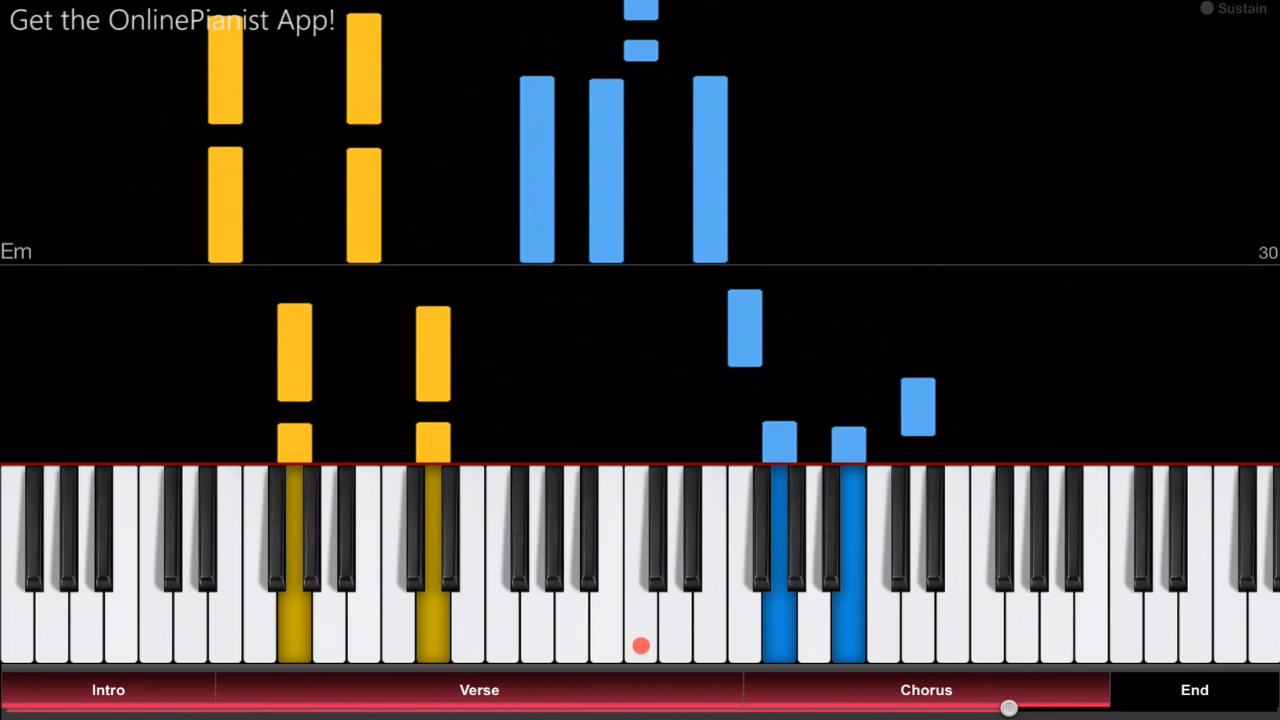 Get the OnlinePianist App!
Sustain
Em
30
Intro
Verse
Chorus
End